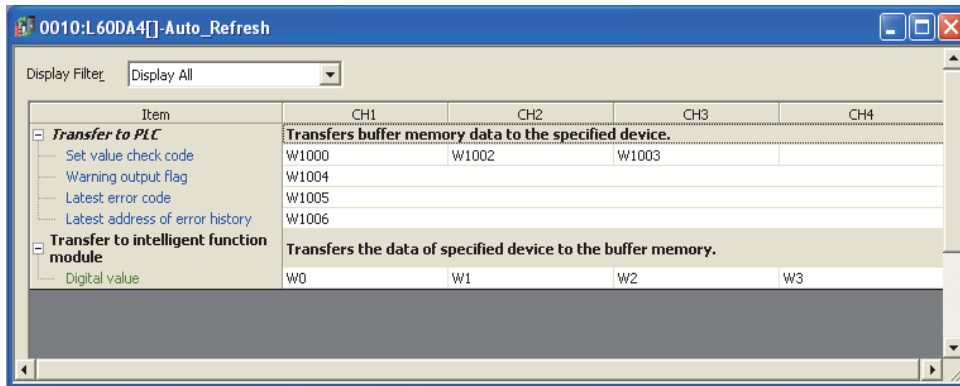 0010:L60DA4[]-Auto_Refresh
Display Filter Display All
Item CH1 CH2 CH3 CH4
Transfer to PLC Transfers buffer memory data to the specified device.
Set value check code W1000 W1002 W1003
Warning output flag W1004
Latest error code W1005
Latest address of error history W1006
Transfer to intelligent function
module Transfers the data of specified device to the buffer memory.
Digital value W0 W1 W2 W3